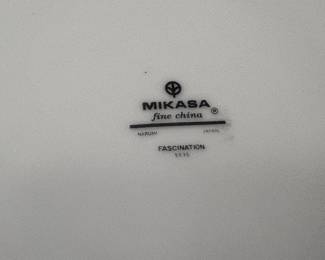 MIKASA ®
fine china
NARUMI JAPAN
FASCINATION